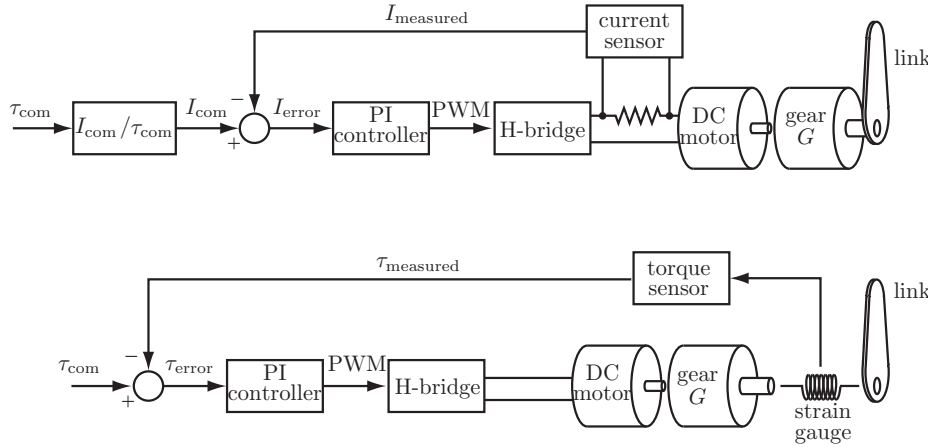 I_measured
current
sensor
link
τ_com
I_com/τ_com
I_com
−
+
I_error
PI
controller
PWM
H-bridge
DC
motor
gear
G
τ_measured
torque
sensor
link
τ_com
−
+
τ_error
PI
controller
PWM
H-bridge
DC
motor
gear
G
strain
gauge